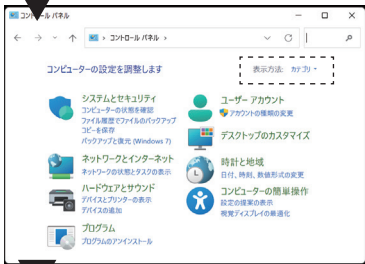 コントロール パネル
コントロール パネル
コンピューターの設定を調整します
表示方法: カテゴリ
システムとセキュリティ
コンピューターの状態を確認
ファイル履歴でファイルのバックアップ
コピーを保存
バックアップと復元 (Windows 7)
ネットワークとインターネット
ネットワークの状態とタスクの表示
ハードウェアとサウンド
デバイスとプリンターの表示
デバイスの追加
プログラム
プログラムのアンインストール
ユーザー アカウント
アカウントの種類の変更
デスクトップのカスタマイズ
時計と地域
日付、時刻、数値形式の変更
コンピューターの簡単操作
設定の提案の表示
視覚ディスプレイの最適化